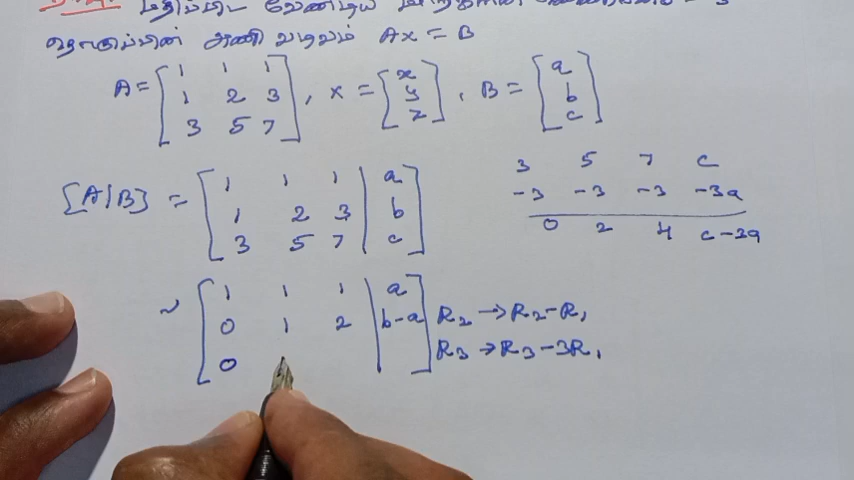 மதிப்பிட வேண்டிய
தொகுப்பின் அணி வடிவம் AX = B
A = [ 1 1 1 ; 1 2 3 ; 3 5 7 ], X = [ x ; y ; z ], B = [ a ; b ; c ]
[A|B] = [ 1 1 1 | a ; 1 2 3 | b ; 3 5 7 | c ]
3 5 7 c
-3 -3 -3 -3a
0 2 4 c-3a
~ [ 1 1 1 | a
0 1 2 | b-a ] R₂ → R₂-R₁
0 R₃ → R₃-3R₁